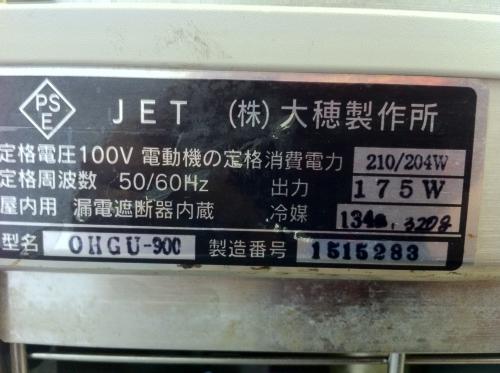 PS E JET (株)大穂製作所
定格電圧100V 電動機の定格消費電力 210/204W
定格周波数 50/60Hz 出力 175W
屋内用 漏電遮断器内蔵 冷媒 134a, 320g
型名 OHGU-900 製造番号 1515283